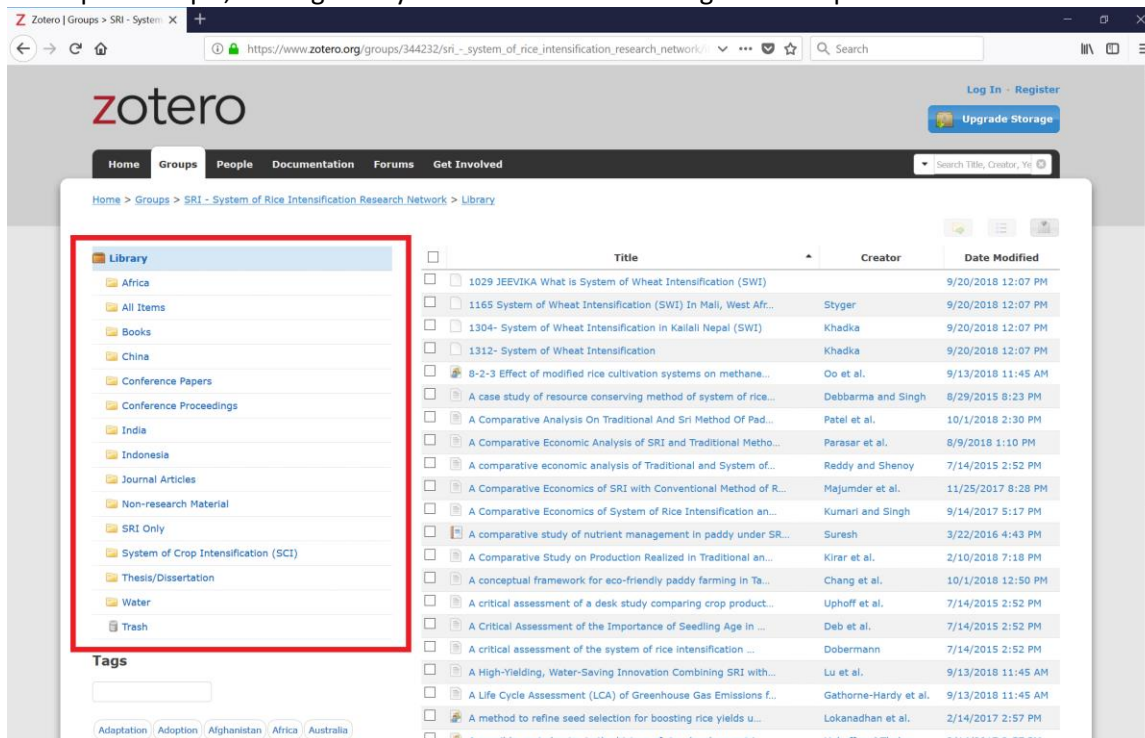 Zotero | Groups > SRI - System
https://www.zotero.org/groups/344232/sri_-_system_of_rice_intensification_research_network/
Search
Log In · Register
zotero
Upgrade Storage
Home Groups People Documentation Forums Get Involved
Search Title, Creator, Ye
Home > Groups > SRI - System of Rice Intensification Research Network > Library
Library
Africa
All Items
Books
China
Conference Papers
Conference Proceedings
India
Indonesia
Journal Articles
Non-research Material
SRI Only
System of Crop Intensification (SCI)
Thesis/Dissertation
Water
Trash
Tags
Adaptation Adoption Afghanistan Africa Australia
Title Creator Date Modified
1029 JEEVIKA What is System of Wheat Intensification (SWI) 9/20/2018 12:07 PM
1165 System of Wheat Intensification (SWI) In Mali, West Afr... Styger 9/20/2018 12:07 PM
1304- System of Wheat Intensification in Kailali Nepal (SWI) Khadka 9/20/2018 12:07 PM
1312- System of Wheat Intensification Khadka 9/20/2018 12:07 PM
8-2-3 Effect of modified rice cultivation systems on methane... Oo et al. 9/13/2018 11:45 AM
A case study of resource conserving method of system of rice... Debbarma and Singh 8/29/2015 8:23 PM
A Comparative Analysis On Traditional And Sri Method Of Pad... Patel et al. 10/1/2018 2:30 PM
A Comparative Economic Analysis of SRI and Traditional Metho... Parasar et al. 8/9/2018 1:10 PM
A comparative economic analysis of Traditional and System of... Reddy and Shenoy 7/14/2015 2:52 PM
A Comparative Economics of SRI with Conventional Method of R... Majumder et al. 11/25/2017 8:28 PM
A Comparative Economics of System of Rice Intensification an... Kumari and Singh 9/14/2017 5:17 PM
A comparative study of nutrient management in paddy under SR... Suresh 3/22/2016 4:43 PM
A Comparative Study on Production Realized in Traditional an... Kirar et al. 2/10/2018 7:18 PM
A conceptual framework for eco-friendly paddy farming in Ta... Chang et al. 10/1/2018 12:50 PM
A critical assessment of a desk study comparing crop product... Uphoff et al. 7/14/2015 2:52 PM
A Critical Assessment of the Importance of Seedling Age in ... Deb et al. 7/14/2015 2:52 PM
A critical assessment of the system of rice intensification ... Dobermann 7/14/2015 2:52 PM
A High-Yielding, Water-Saving Innovation Combining SRI with... Lu et al. 9/13/2018 11:45 AM
A Life Cycle Assessment (LCA) of Greenhouse Gas Emissions f... Gathorne-Hardy et al. 9/13/2018 11:45 AM
A method to refine seed selection for boosting rice yields u... Lokanadhan et al. 2/14/2017 2:57 PM